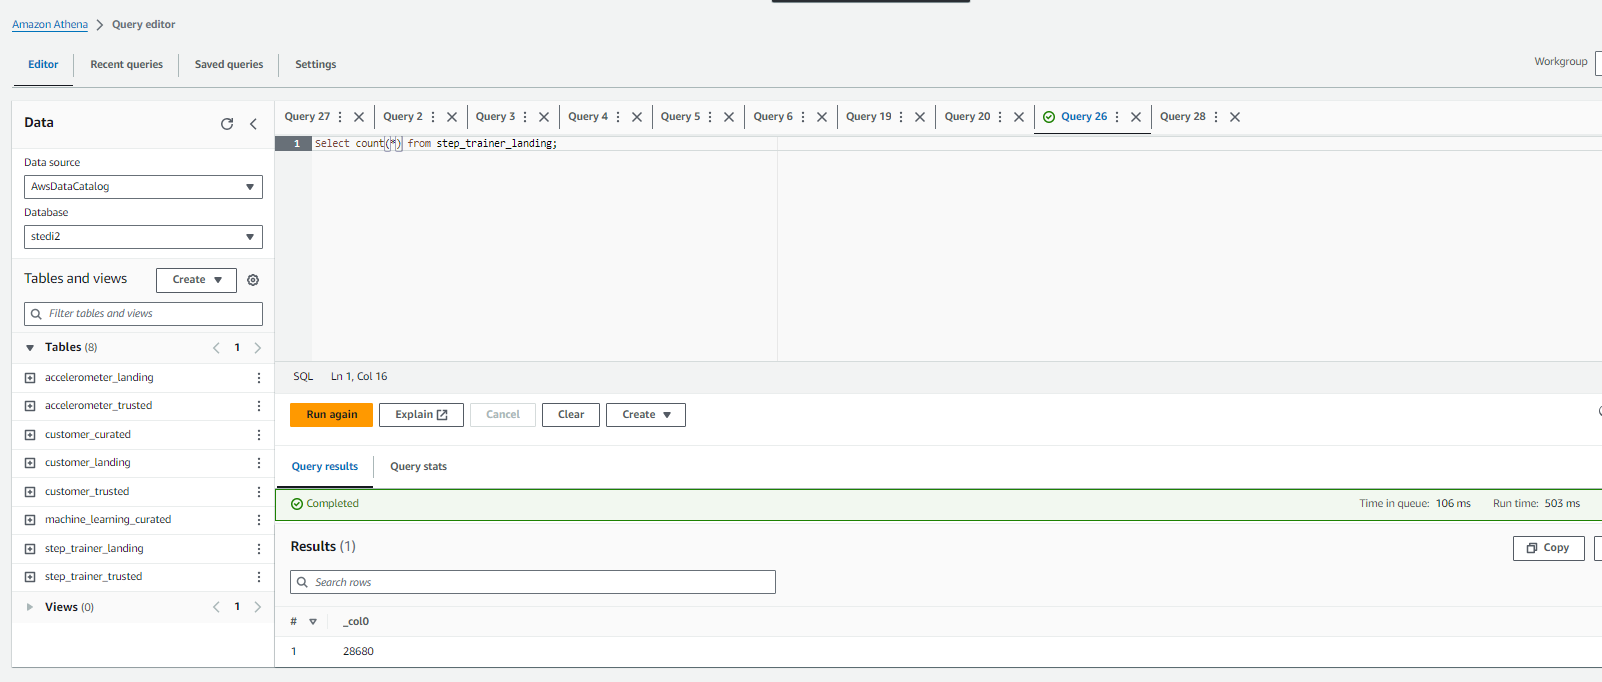 Amazon Athena > Query editor
Editor Recent queries Saved queries Settings
Workgroup
Data
Query 27 Query 2 Query 3 Query 4 Query 5 Query 6 Query 19 Query 20 Query 26 Query 28
1 Select count(*) from step_trainer_landing;
Data source
AwsDataCatalog
Database
stedi2
Tables and views
Create
Filter tables and views
Tables (8)
1
accelerometer_landing
accelerometer_trusted
customer_curated
customer_landing
customer_trusted
machine_learning_curated
step_trainer_landing
step_trainer_trusted
Views (0)
1
SQL Ln 1, Col 16
Run again Explain Cancel Clear Create
Query results Query stats
Completed
Time in queue: 106 ms Run time: 503 ms
Results (1)
Copy
Search rows
# _col0
1 28680